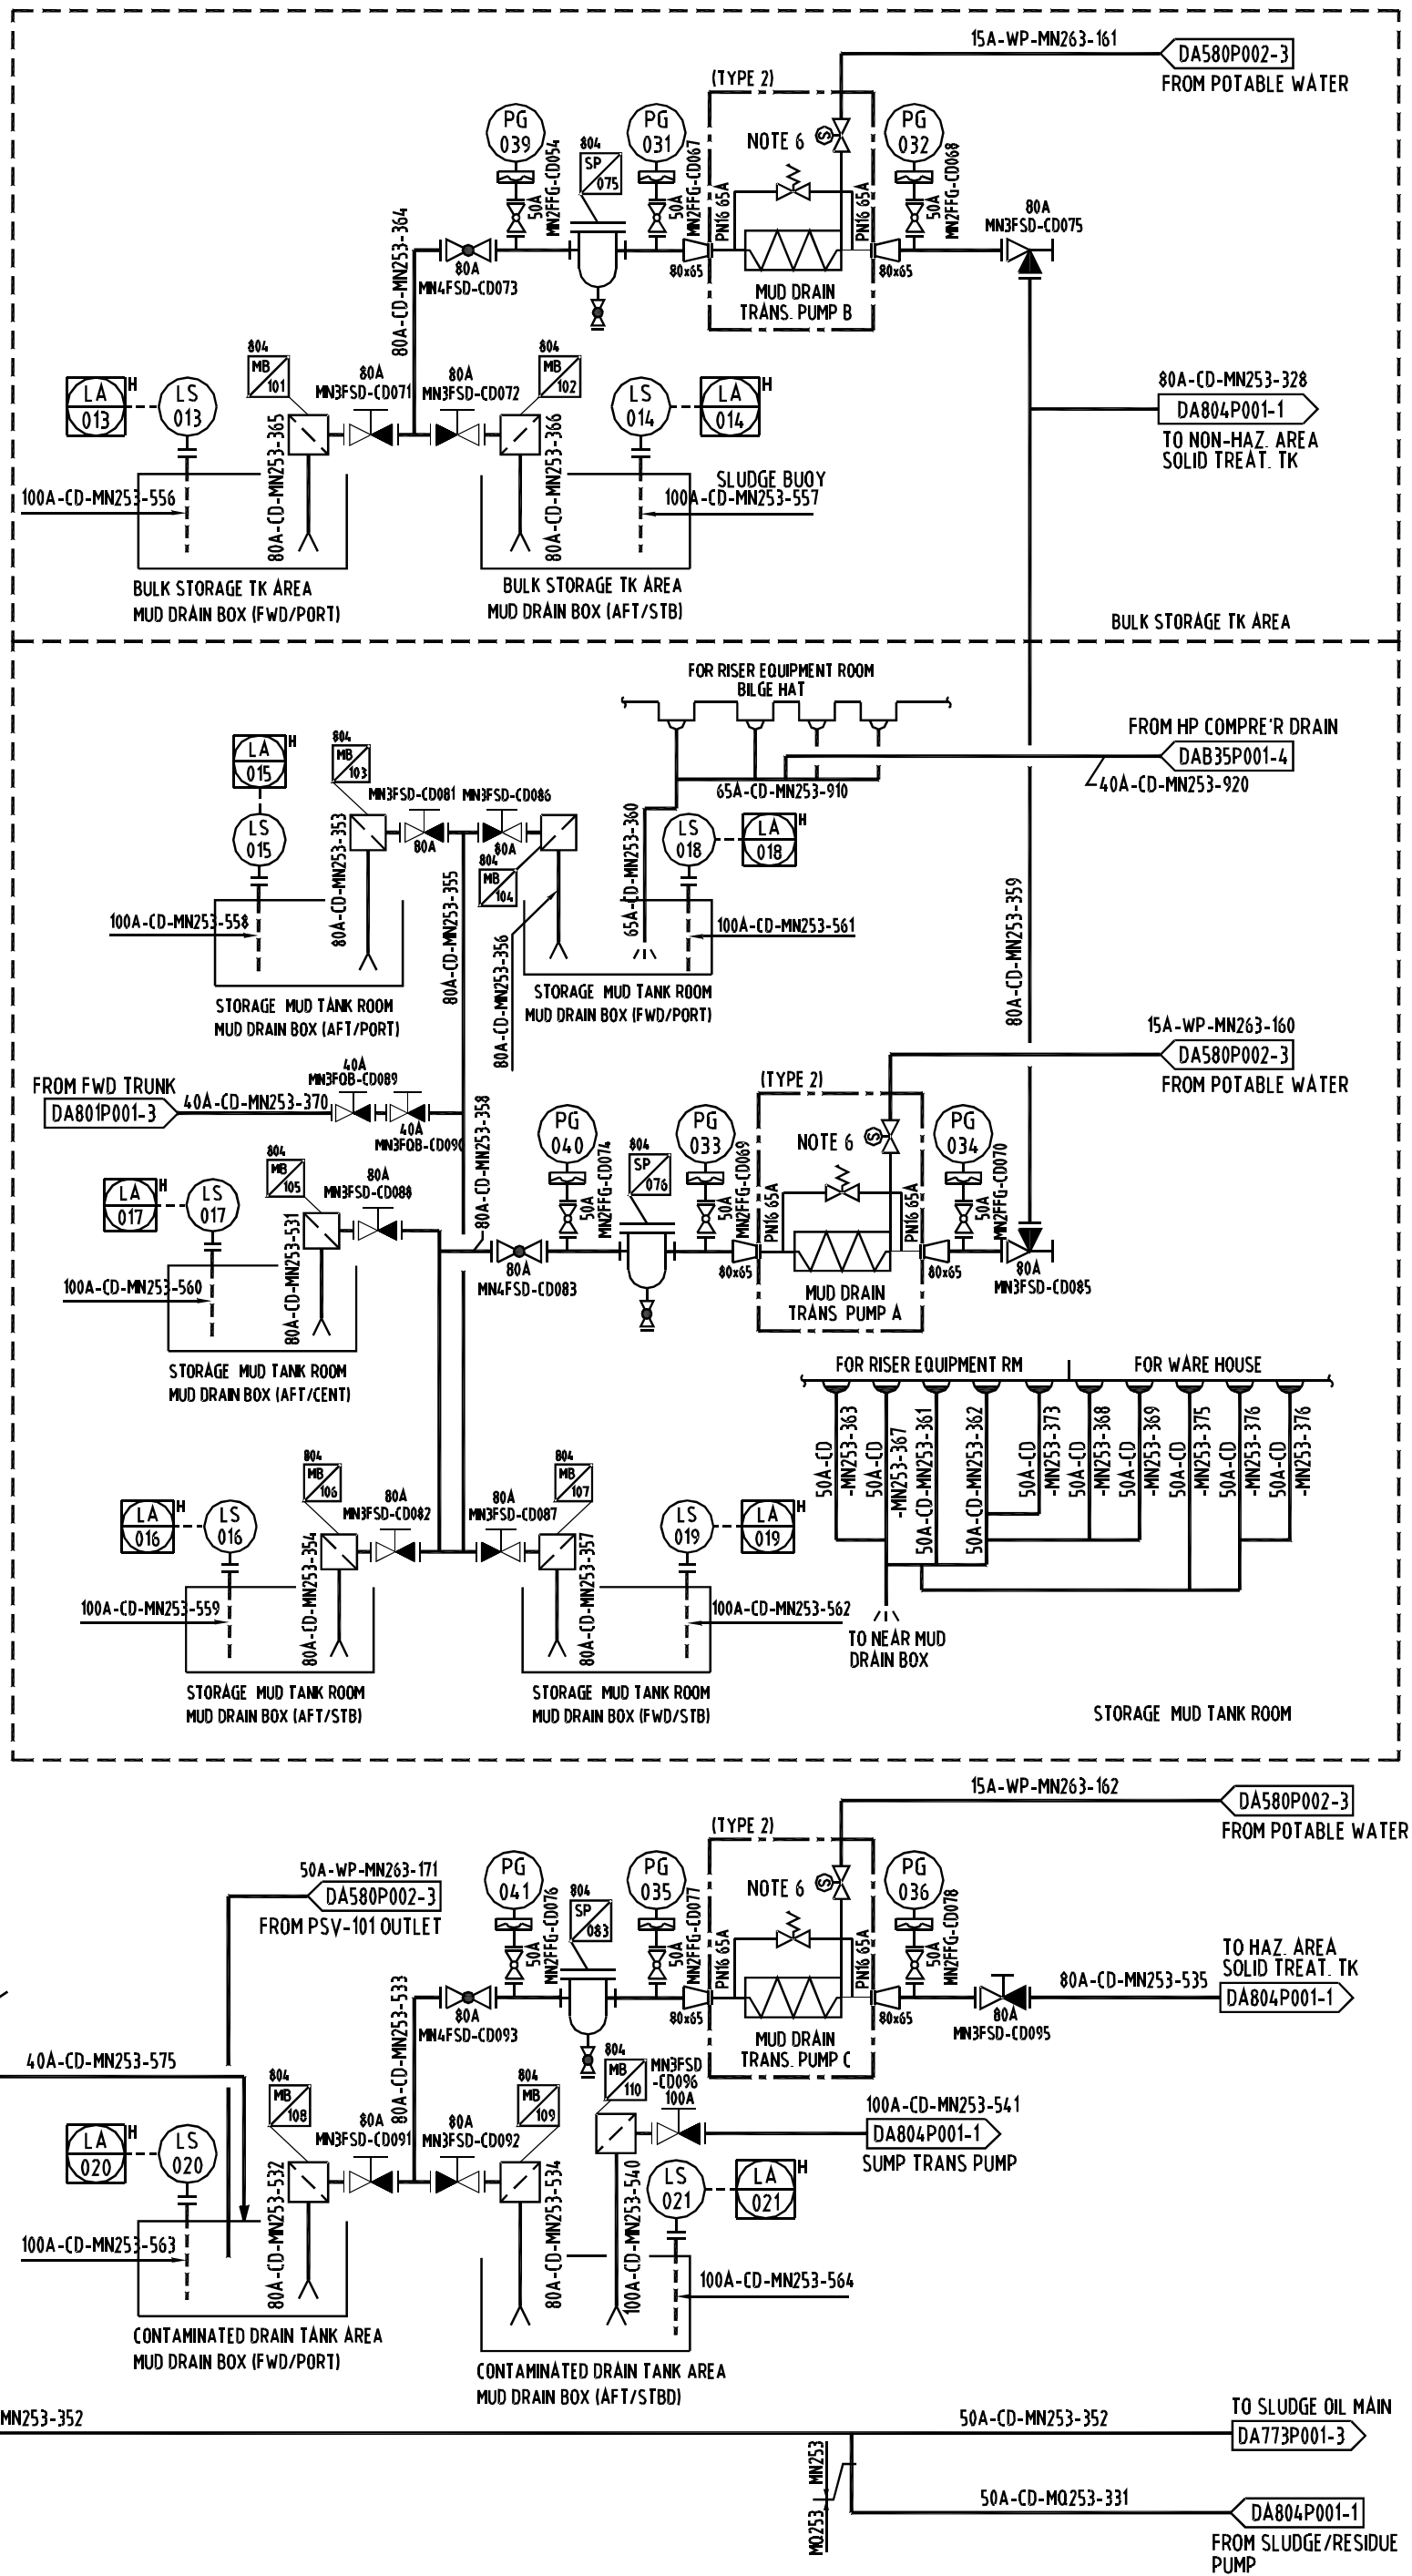 15A-WP-MN263-161
DA580P002-3
FROM POTABLE WATER
(TYPE 2)
PG
039
804
SP
075
PG
031
NOTE 6
S
PG
032
50A
MN2FFG-CD054
50A
MN2FFG-CD067
PN16 65A
PN16 65A
50A
MN2FFG-CD068
80A
MN3FSD-CD075
80A-CD-MN253-364
80A
MN4FSD-CD073
80x65
80x65
MUD DRAIN
TRANS. PUMP B
804
MB
101
80A
MN3FSD-CD071
80A
MN3FSD-CD072
804
MB
102
LA
013
H
LS
013
LS
014
LA
014
H
80A-CD-MN253-328
DA804P001-1
TO NON-HAZ. AREA
SOLID TREAT. TK
80A-CD-MN253-365
80A-CD-MN253-366
SLUDGE BUOY
100A-CD-MN253-556
100A-CD-MN253-557
BULK STORAGE TK AREA
MUD DRAIN BOX (FWD/PORT)
BULK STORAGE TK AREA
MUD DRAIN BOX (AFT/STB)
BULK STORAGE TK AREA
FOR RISER EQUIPMENT ROOM
BILGE HAT
FROM HP COMPRE'R DRAIN
DAB35P001-4
40A-CD-MN253-920
65A-CD-MN253-910
LA
015
H
LS
015
804
MB
103
MN3FSD-CD081
80A
MN3FSD-CD086
80A
804
MB
104
65A-CD-MN253-360
LS
018
LA
018
H
80A-CD-MN253-353
80A-CD-MN253-355
80A-CD-MN253-356
80A-CD-MN253-359
100A-CD-MN253-558
100A-CD-MN253-561
STORAGE MUD TANK ROOM
MUD DRAIN BOX (AFT/PORT)
STORAGE MUD TANK ROOM
MUD DRAIN BOX (FWD/PORT)
15A-WP-MN263-160
DA580P002-3
FROM POTABLE WATER
FROM FWD TRUNK
DA801P001-3
40A-CD-MN253-370
40A
MN3FQB-CD089
40A
MN3FQB-CD090
80A-CD-MN253-358
(TYPE 2)
PG
040
804
SP
076
PG
033
NOTE 6
S
PG
034
50A
MN2FFG-CD074
50A
MN2FFG-CD069
PN16 65A
PN16 65A
50A
MN2FFG-CD070
804
MB
105
80A
MN3FSD-CD088
LA
017
H
LS
017
80A-CD-MN253-531
80A
MN4FSD-CD083
80x65
80x65
80A
MN3FSD-CD085
MUD DRAIN
TRANS. PUMP A
100A-CD-MN253-560
STORAGE MUD TANK ROOM
MUD DRAIN BOX (AFT/CENT)
FOR RISER EQUIPMENT RM
FOR WARE HOUSE
50A-CD
-MN253-363
50A-CD
-MN253-367
50A-CD-MN253-361
50A-CD-MN253-362
50A-CD
-MN253-373
50A-CD
-MN253-368
50A-CD
-MN253-369
50A-CD
-MN253-375
50A-CD
-MN253-376
50A-CD
-MN253-376
804
MB
106
80A
MN3FSD-CD082
80A
MN3FSD-CD087
804
MB
107
LA
016
H
LS
016
LS
019
LA
019
H
80A-CD-MN253-354
80A-CD-MN253-357
100A-CD-MN253-559
100A-CD-MN253-562
TO NEAR MUD
DRAIN BOX
STORAGE MUD TANK ROOM
MUD DRAIN BOX (AFT/STB)
STORAGE MUD TANK ROOM
MUD DRAIN BOX (FWD/STB)
STORAGE MUD TANK ROOM
15A-WP-MN263-162
DA580P002-3
FROM POTABLE WATER
(TYPE 2)
50A-WP-MN263-171
DA580P002-3
FROM PSV-101 OUTLET
PG
041
804
SP
083
PG
035
NOTE 6
S
PG
036
50A
MN2FFG-CD076
50A
MN2FFG-CD077
PN16 65A
PN16 65A
50A
MN2FFG-CD078
TO HAZ. AREA
SOLID TREAT. TK
80A-CD-MN253-535
DA804P001-1
80A-CD-MN253-533
80A
MN4FSD-CD093
80x65
80x65
80A
MN3FSD-CD095
MUD DRAIN
TRANS. PUMP C
40A-CD-MN253-575
804
MB
108
80A
MN3FSD-CD091
80A
MN3FSD-CD092
804
MB
109
804
MB
110
MN3FSD
-CD096
100A
100A-CD-MN253-541
DA804P001-1
SUMP TRANS PUMP
LA
020
H
LS
020
LS
021
LA
021
H
80A-CD-MN253-532
80A-CD-MN253-534
100A-CD-MN253-540
100A-CD-MN253-563
100A-CD-MN253-564
CONTAMINATED DRAIN TANK AREA
MUD DRAIN BOX (FWD/PORT)
CONTAMINATED DRAIN TANK AREA
MUD DRAIN BOX (AFT/STBD)
MN253-352
50A-CD-MN253-352
TO SLUDGE OIL MAIN
DA773P001-3
MN253
MQ253
50A-CD-MQ253-331
DA804P001-1
FROM SLUDGE/RESIDUE
PUMP